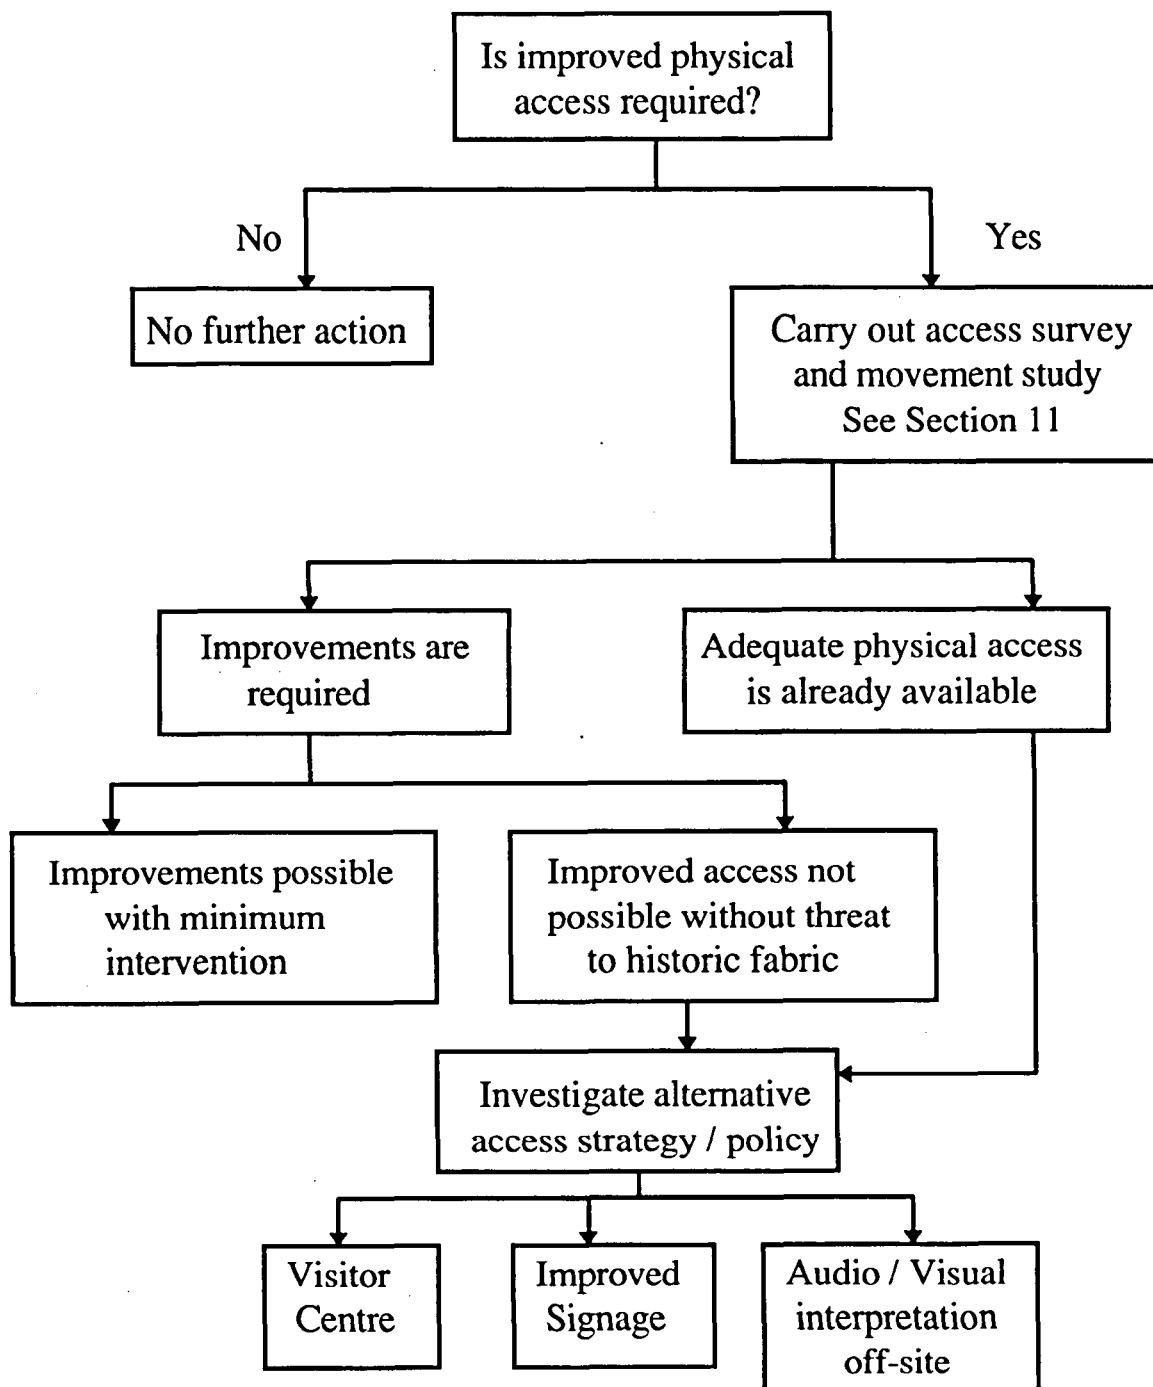 Is improved physical
access required?
No
Yes
No further action
Carry out access survey
and movement study
See Section 11
Improvements are
required
Adequate physical access
is already available
Improvements possible
with minimum
intervention
Improved access not
possible without threat
to historic fabric
Investigate alternative
access strategy / policy
Visitor
Centre
Improved
Signage
Audio / Visual
interpretation
off-site